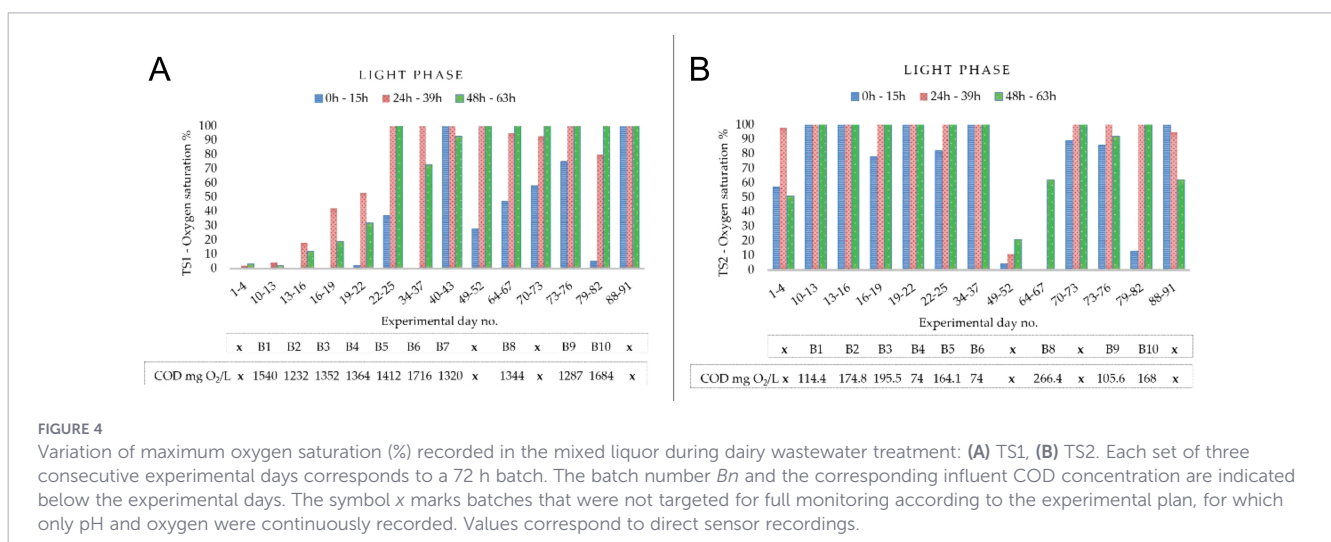 A
LIGHT PHASE
0h - 15h 24h - 39h 48h - 63h
TS1 - Oxygen saturation %
100
90
80
70
60
50
40
30
20
10
0
1-4 10-13 13-16 16-19 19-22 22-25 34-37 40-43 49-52 64-67 70-73 73-76 79-82 88-91
Experimental day no.
x B1 B2 B3 B4 B5 B6 B7 x B8 x B9 B10 x
COD mg O₂/L x 1540 1232 1352 1364 1412 1716 1320 x 1344 x 1287 1684 x
B
LIGHT PHASE
0h - 15h 24h - 39h 48h - 63h
TS2 - Oxygen saturation %
100
90
80
70
60
50
40
30
20
10
0
1-4 10-13 13-16 16-19 19-22 22-25 34-37 49-52 64-67 70-73 73-76 79-82 88-91
Experimental day no.
x B1 B2 B3 B4 B5 B6 x B8 x B9 B10 x
COD mg O₂/L x 114.4 174.8 195.5 74 164.1 74 x 266.4 x 105.6 168 x
FIGURE 4
Variation of maximum oxygen saturation (%) recorded in the mixed liquor during dairy wastewater treatment: (A) TS1, (B) TS2. Each set of three
consecutive experimental days corresponds to a 72 h batch. The batch number Bn and the corresponding influent COD concentration are indicated
below the experimental days. The symbol x marks batches that were not targeted for full monitoring according to the experimental plan, for which
only pH and oxygen were continuously recorded. Values correspond to direct sensor recordings.